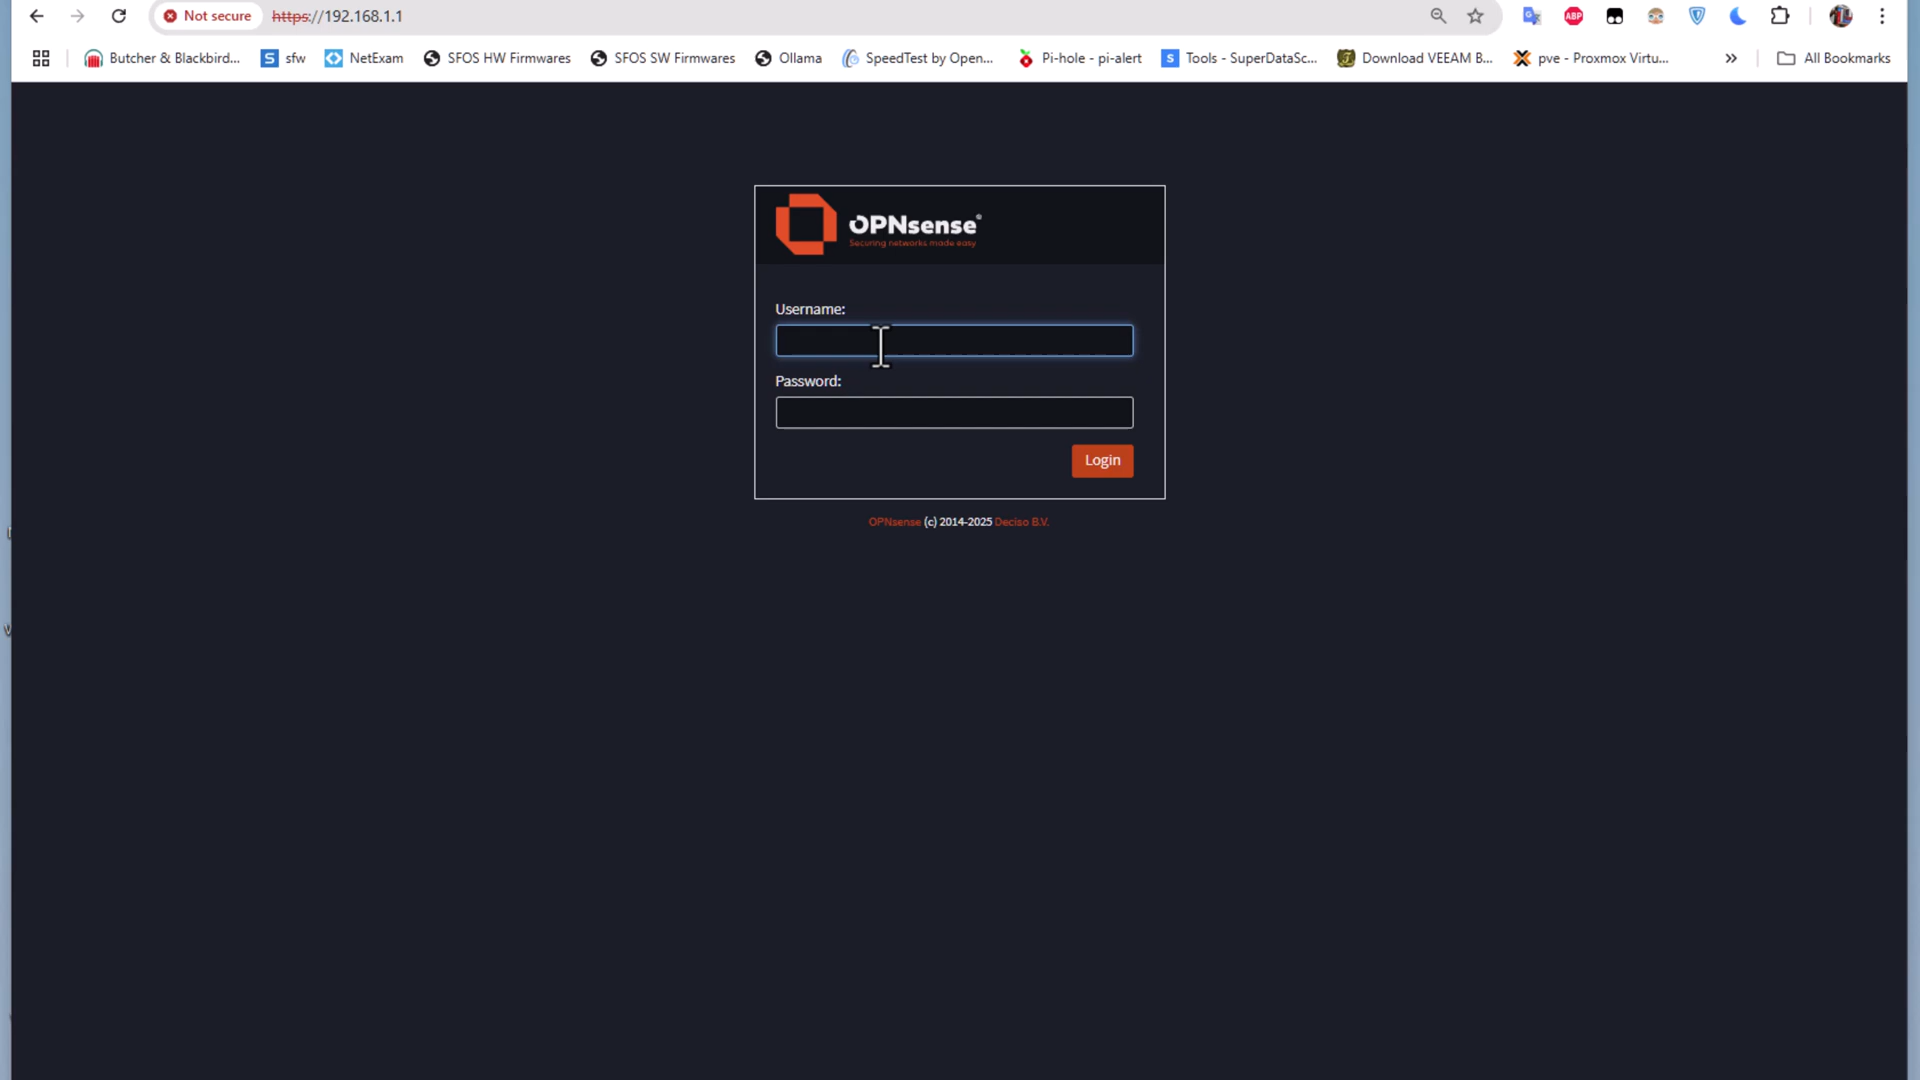 Not secure https://192.168.1.1
Butcher & Blackbird... sfw NetExam SFOS HW Firmwares SFOS SW Firmwares Ollama SpeedTest by Open... Pi-hole - pi-alert Tools - SuperDataSc... Download VEEAM B... pve - Proxmox Virtu... All Bookmarks
OPNsense®
Securing networks made easy
Username:
Password:
Login
OPNsense (c) 2014-2025 Deciso B.V.